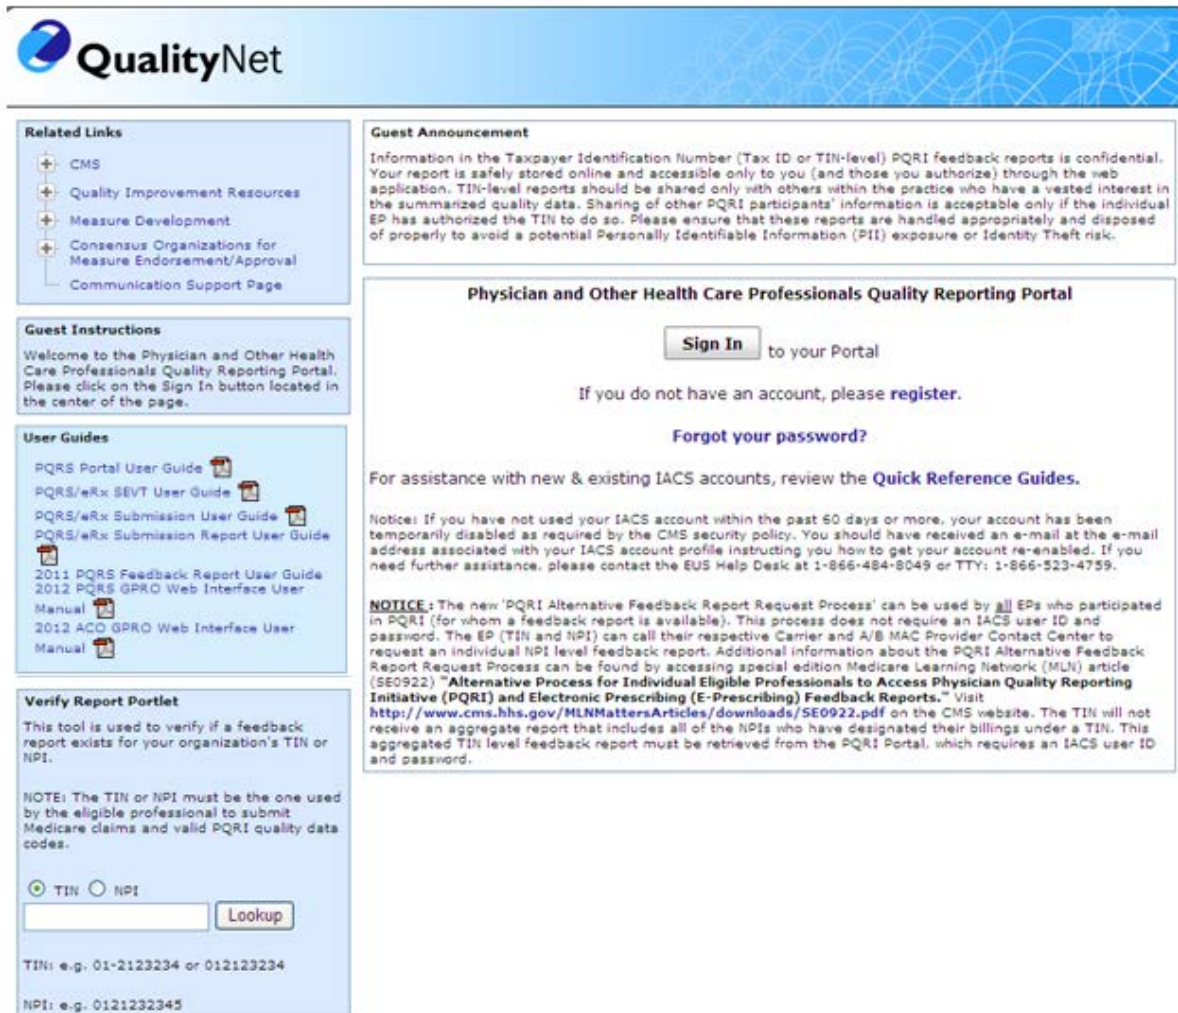 QualityNet
Related Links
CMS
Quality Improvement Resources
Measure Development
Consensus Organizations for
Measure Endorsement/Approval
Communication Support Page
Guest Instructions
Welcome to the Physician and Other Health
Care Professionals Quality Reporting Portal.
Please click on the Sign In button located in
the center of the page.
User Guides
PQRS Portal User Guide
PQRS/eRx SEVT User Guide
PQRS/eRx Submission User Guide
PQRS/eRx Submission Report User Guide
2011 PQRS Feedback Report User Guide
2012 PQRS GPRO Web Interface User
Manual
2012 ACO GPRO Web Interface User
Manual
Verify Report Portlet
This tool is used to verify if a feedback
report exists for your organization's TIN or
NPI.
NOTE: The TIN or NPI must be the one used
by the eligible professional to submit
Medicare claims and valid PQRI quality data
codes.
TIN NPI
Lookup
TIN: e.g. 01-2123234 or 012123234
NPI: e.g. 0121232345
Guest Announcement
Information in the Taxpayer Identification Number (Tax ID or TIN-level) PQRI feedback reports is confidential.
Your report is safely stored online and accessible only to you (and those you authorize) through the web
application. TIN-level reports should be shared only with others within the practice who have a vested interest in
the summarized quality data. Sharing of other PQRI participants' information is acceptable only if the individual
EP has authorized the TIN to do so. Please ensure that these reports are handled appropriately and disposed
of properly to avoid a potential Personally Identifiable Information (PII) exposure or Identity Theft risk.
Physician and Other Health Care Professionals Quality Reporting Portal
Sign In to your Portal
If you do not have an account, please register.
Forgot your password?
For assistance with new & existing IACS accounts, review the Quick Reference Guides.
Notice: If you have not used your IACS account within the past 60 days or more, your account has been
temporarily disabled as required by the CMS security policy. You should have received an e-mail at the e-mail
address associated with your IACS account profile instructing you how to get your account re-enabled. If you
need further assistance, please contact the EUS Help Desk at 1-866-484-8049 or TTY: 1-866-523-4759.
NOTICE: The new 'PQRI Alternative Feedback Report Request Process' can be used by all EPs who participated
in PQRI (for whom a feedback report is available). This process does not require an IACS user ID and
password. The EP (TIN and NPI) can call their respective Carrier and A/B MAC Provider Contact Center to
request an individual NPI level feedback report. Additional information about the PQRI Alternative Feedback
Report Request Process can be found by accessing special edition Medicare Learning Network (MLN) article
(SE0922) "Alternative Process for Individual Eligible Professionals to Access Physician Quality Reporting
Initiative (PQRI) and Electronic Prescribing (E-Prescribing) Feedback Reports." Visit
http://www.cms.hhs.gov/MLNMattersArticles/downloads/SE0922.pdf on the CMS website. The TIN will not
receive an aggregate report that includes all of the NPIs who have designated their billings under a TIN. This
aggregated TIN level feedback report must be retrieved from the PQRI Portal, which requires an IACS user ID
and password.